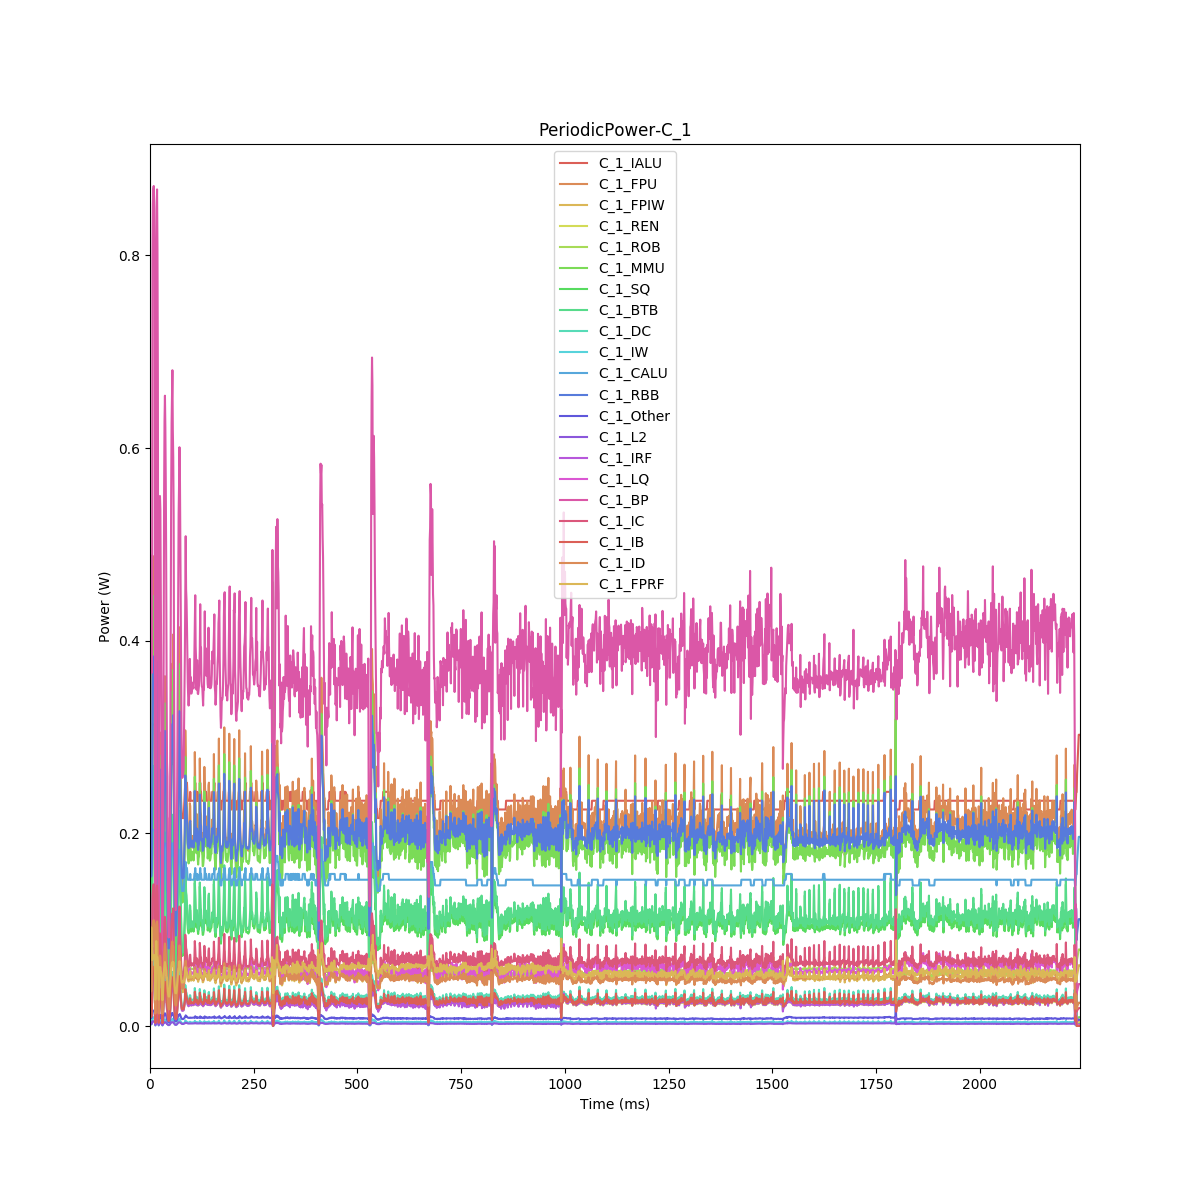 PeriodicPower-C_1
C_1_IALU
C_1_FPU
C_1_FPIW
C_1_REN
C_1_ROB
C_1_MMU
C_1_SQ
C_1_BTB
C_1_DC
C_1_IW
C_1_CALU
C_1_RBB
C_1_Other
C_1_L2
C_1_IRF
C_1_LQ
C_1_BP
C_1_IC
C_1_IB
C_1_ID
C_1_FPRF
0.8
0.6
0.4
0.2
0.0
Power (W)
0 250 500 750 1000 1250 1500 1750 2000
Time (ms)